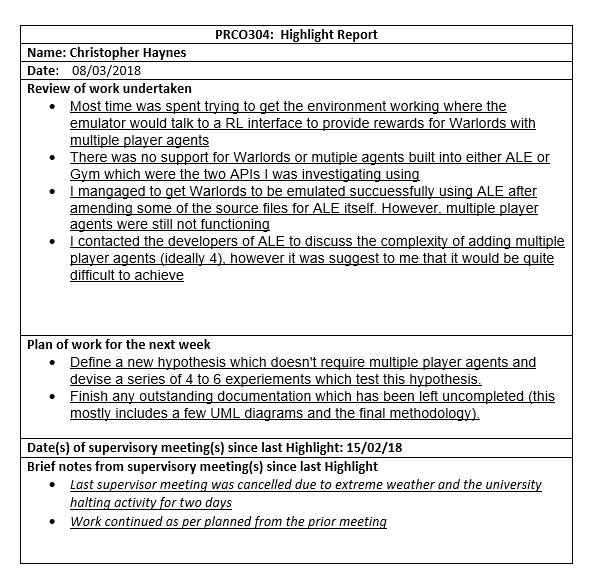 PRCO304: Highlight Report
Name: Christopher Haynes
Date: 08/03/2018
Review of work undertaken
• Most time was spent trying to get the environment working where the
emulator would talk to a RL interface to provide rewards for Warlords with
multiple player agents
• There was no support for Warlords or mutiple agents built into either ALE or
Gym which were the two APIs I was investigating using
• I mangaged to get Warlords to be emulated succuessfully using ALE after
amending some of the source files for ALE itself. However, multiple player
agents were still not functioning
• I contacted the developers of ALE to discuss the complexity of adding multiple
player agents (ideally 4), however it was suggest to me that it would be quite
difficult to achieve
Plan of work for the next week
• Define a new hypothesis which doesn't require multiple player agents and
devise a series of 4 to 6 experiements which test this hypothesis.
• Finish any outstanding documentation which has been left uncompleted (this
mostly includes a few UML diagrams and the final methodology).
Date(s) of supervisory meeting(s) since last Highlight: 15/02/18
Brief notes from supervisory meeting(s) since last Highlight
• Last supervisor meeting was cancelled due to extreme weather and the university
halting activity for two days
• Work continued as per planned from the prior meeting